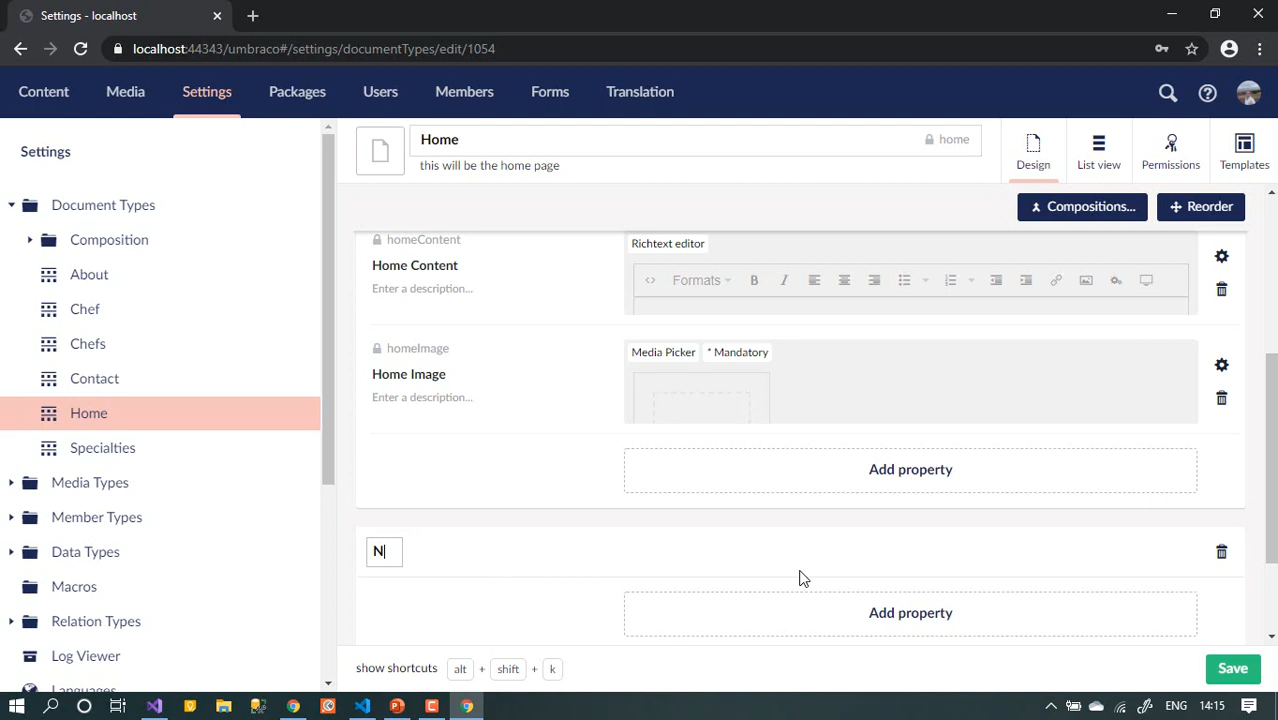 Settings - localhost
localhost:44343/umbraco#/settings/documentTypes/edit/1054
Content Media Settings Packages Users Members Forms Translation
Settings
Document Types
Composition
About
Chef
Chefs
Contact
Home
Specialties
Media Types
Member Types
Data Types
Macros
Relation Types
Log Viewer
Languages
Home
home
this will be the home page
Design
List view
Permissions
Templates
Compositions...
Reorder
homeContent
Home Content
Enter a description...
Richtext editor
Formats
B I
homeImage
Home Image
Enter a description...
Media Picker * Mandatory
Add property
N
Add property
show shortcuts alt + shift + k
Save
ENG 14:15